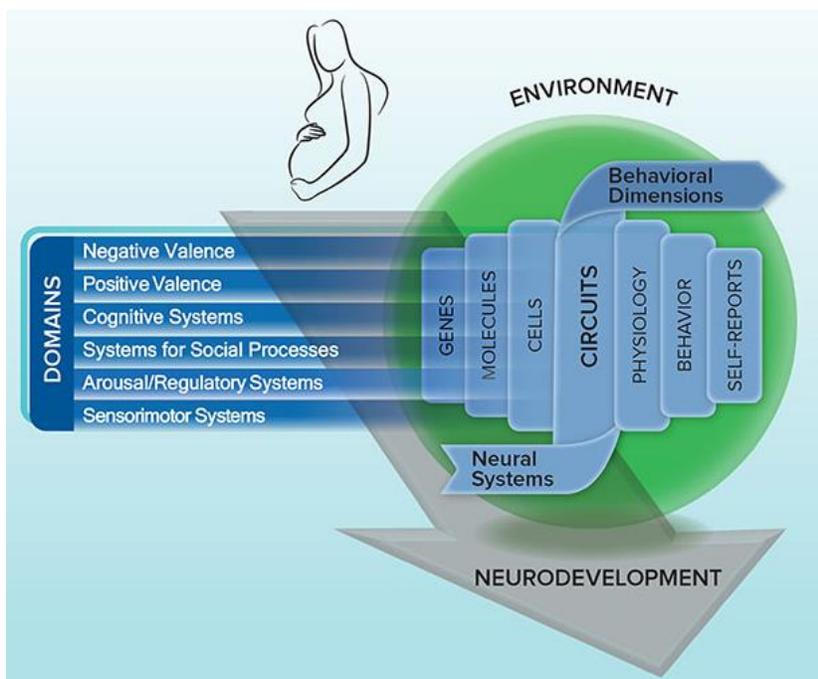 ENVIRONMENT
Behavioral
Dimensions
DOMAINS
Negative Valence
Positive Valence
Cognitive Systems
Systems for Social Processes
Arousal/Regulatory Systems
Sensorimotor Systems
GENES
MOLECULES
CELLS
CIRCUITS
PHYSIOLOGY
BEHAVIOR
SELF-REPORTS
Neural
Systems
NEURODEVELOPMENT